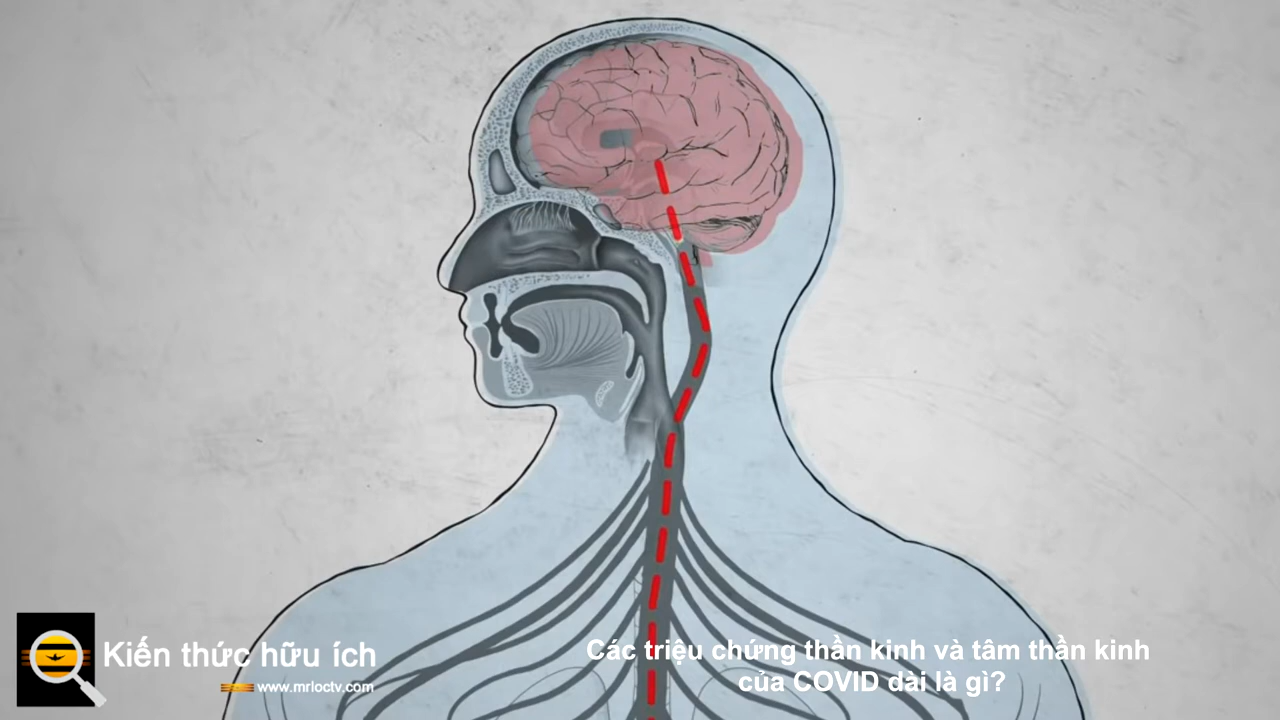 Kiến thức hữu ích
www.mrloctv.com
Các triệu chứng thần kinh và tâm thần kinh
của COVID dài là gì?